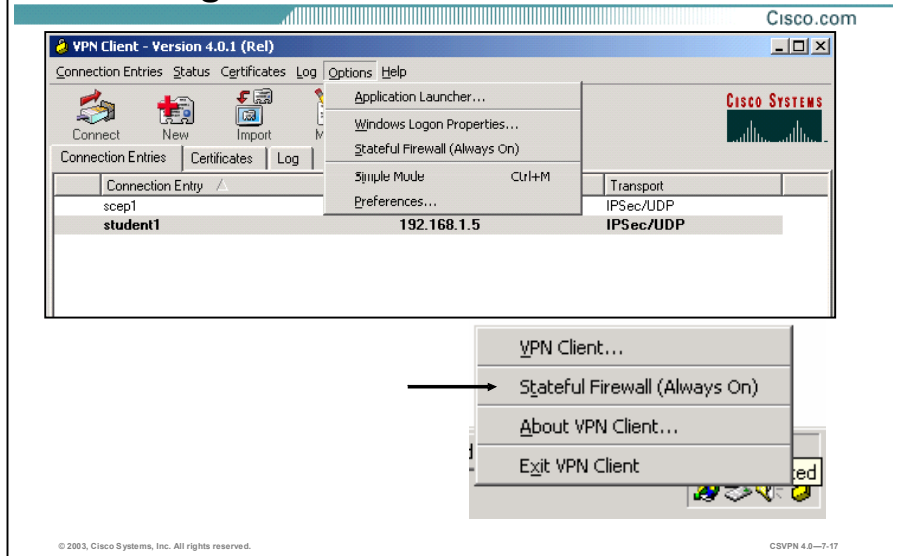 Cisco.com
VPN Client - Version 4.0.1 (Rel)
Connection Entries Status Certificates Log Options Help
Connect New Import
CISCO SYSTEMS
Application Launcher...
Windows Logon Properties...
Stateful Firewall (Always On)
Simple Mode Ctrl+M
Preferences...
Connection Entries Certificates Log
Connection Entry Transport
scep1 IPSec/UDP
student1 192.168.1.5 IPSec/UDP
VPN Client...
Stateful Firewall (Always On)
About VPN Client...
Exit VPN Client
ted
© 2003, Cisco Systems, Inc. All rights reserved. CSVPN 4.0—7-17